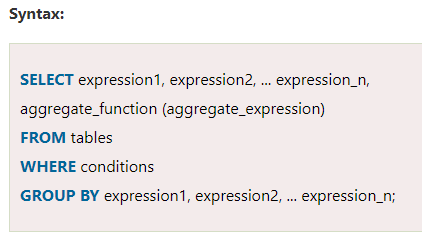 Syntax:
SELECT expression1, expression2, ... expression_n,
aggregate_function (aggregate_expression)
FROM tables
WHERE conditions
GROUP BY expression1, expression2, ... expression_n;